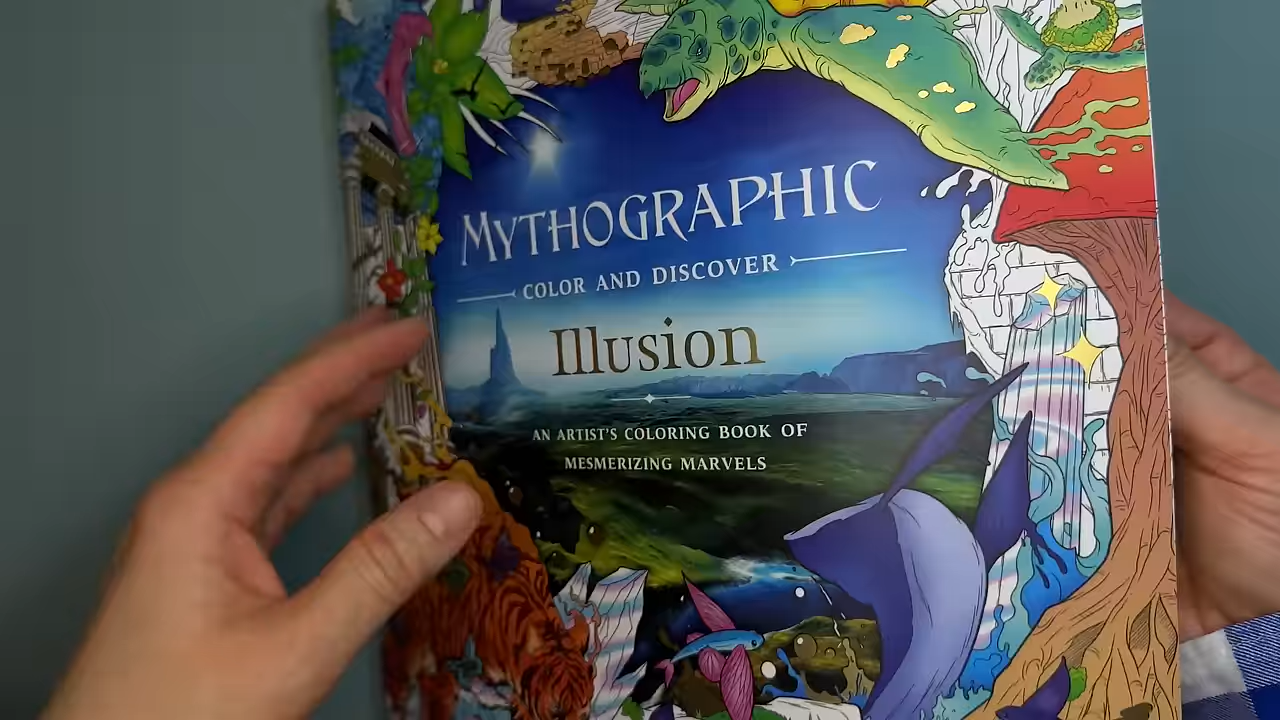 MYTHOGRAPHIC
COLOR AND DISCOVER
Illusion
AN ARTIST'S COLORING BOOK OF
MESMERIZING MARVELS